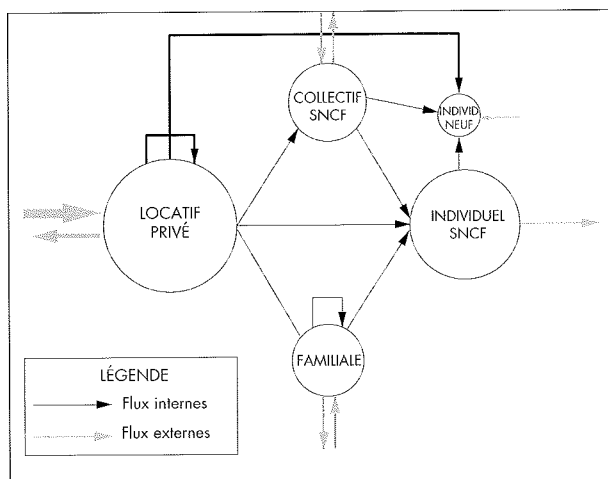 COLLECTIF
SNCF
INDIVID
NEUF
LOCATIF
PRIVÉ
INDIVIDUEL
SNCF
FAMILIALE
LÉGENDE
Flux internes
Flux externes